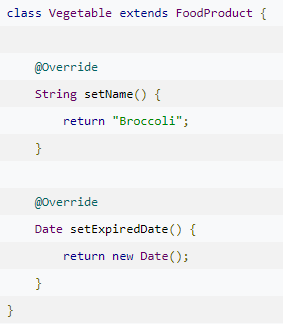 class Vegetable extends FoodProduct {
@Override
String setName() {
return "Broccoli";
}
@Override
Date setExpiredDate() {
return new Date();
}
}